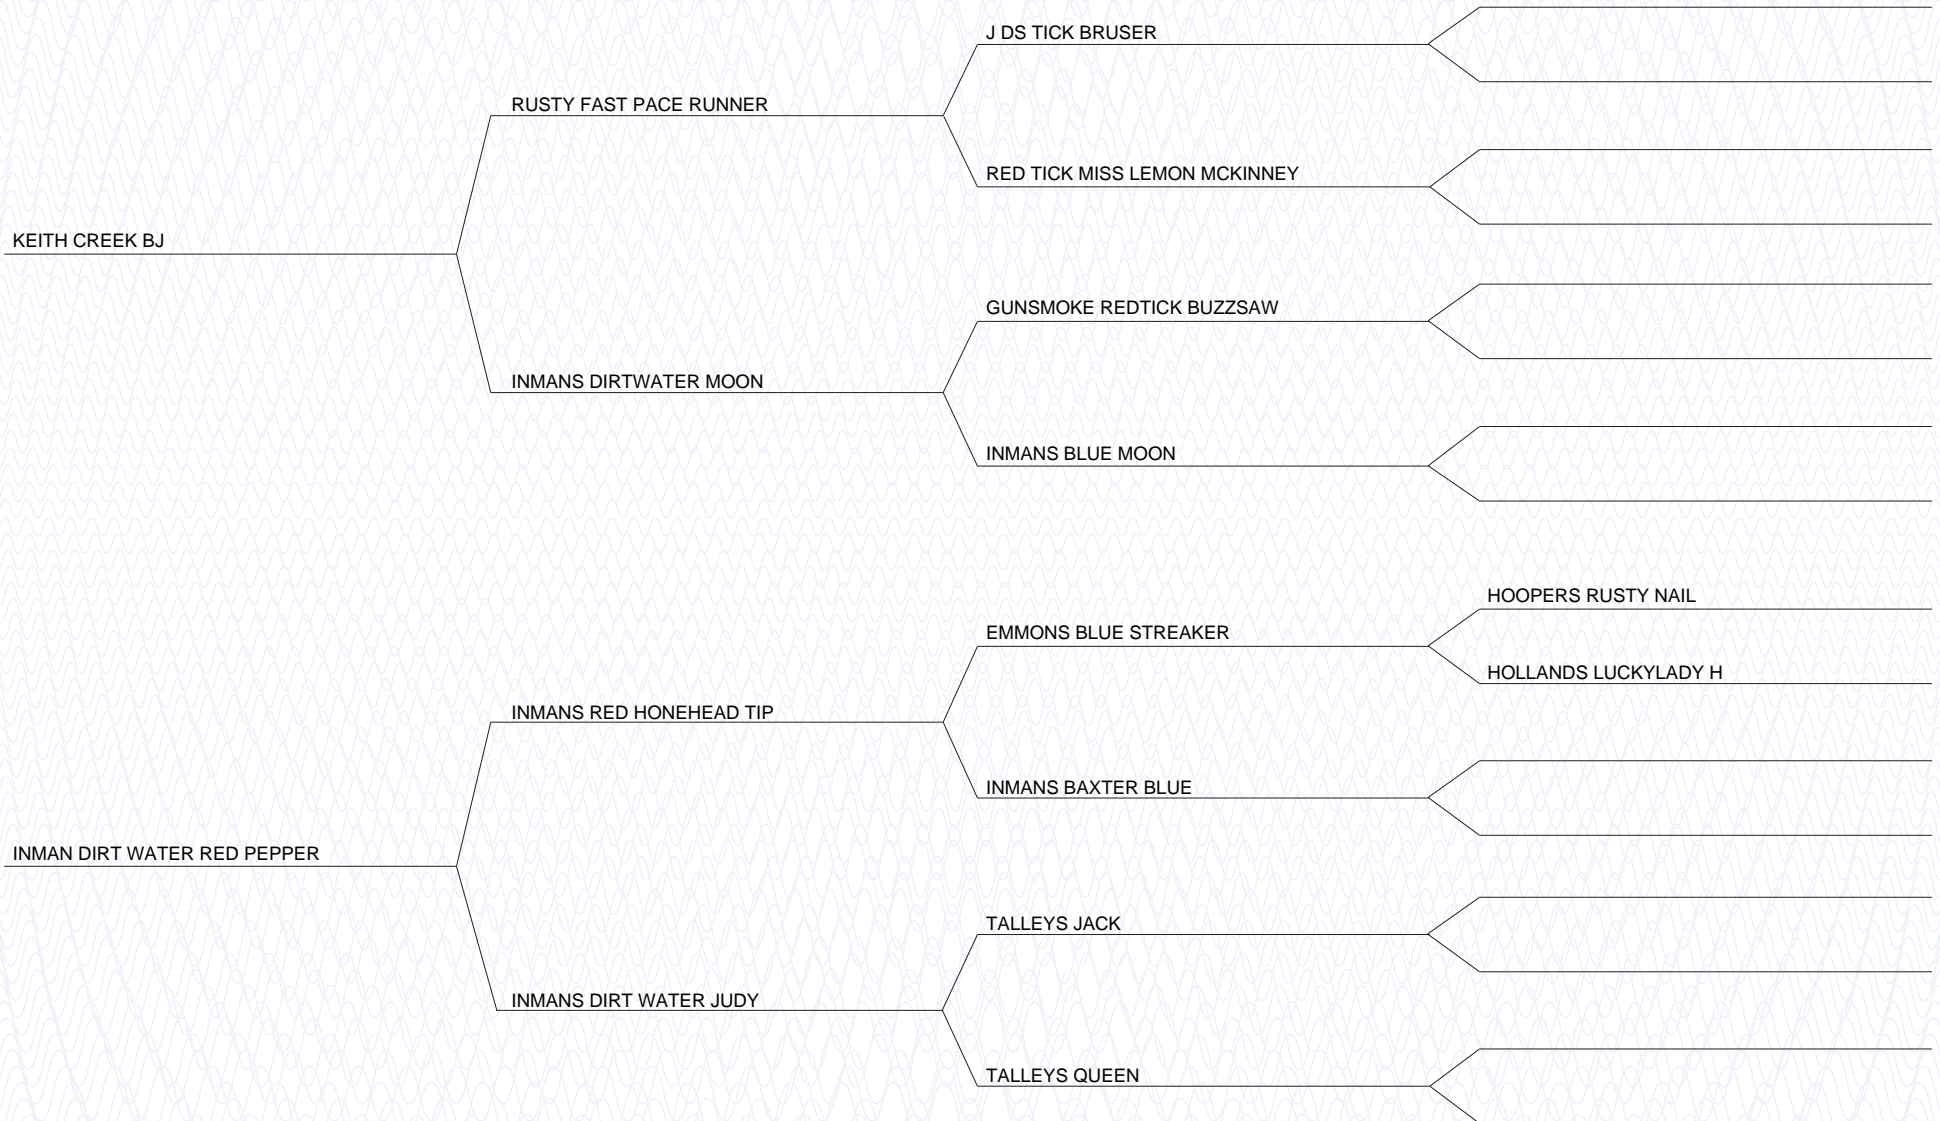 J DS TICK BRUSER
RUSTY FAST PACE RUNNER
RED TICK MISS LEMON MCKINNEY
KEITH CREEK BJ
GUNSMOKE REDTICK BUZZSAW
INMANS DIRTWATER MOON
INMANS BLUE MOON
HOOPERS RUSTY NAIL
EMMONS BLUE STREAKER
HOLLANDS LUCKYLADY H
INMANS RED HONEHEAD TIP
INMANS BAXTER BLUE
INMAN DIRT WATER RED PEPPER
TALLEYS JACK
INMANS DIRT WATER JUDY
TALLEYS QUEEN